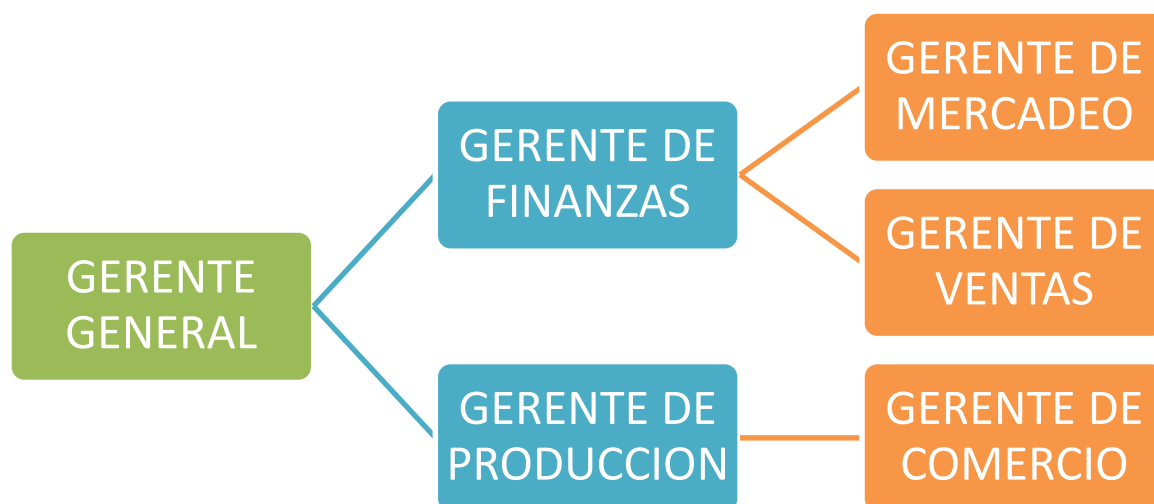 GERENTE
GENERAL
GERENTE DE
FINANZAS
GERENTE DE
MERCADEO
GERENTE DE
VENTAS
GERENTE DE
PRODUCCION
GERENTE DE
COMERCIO